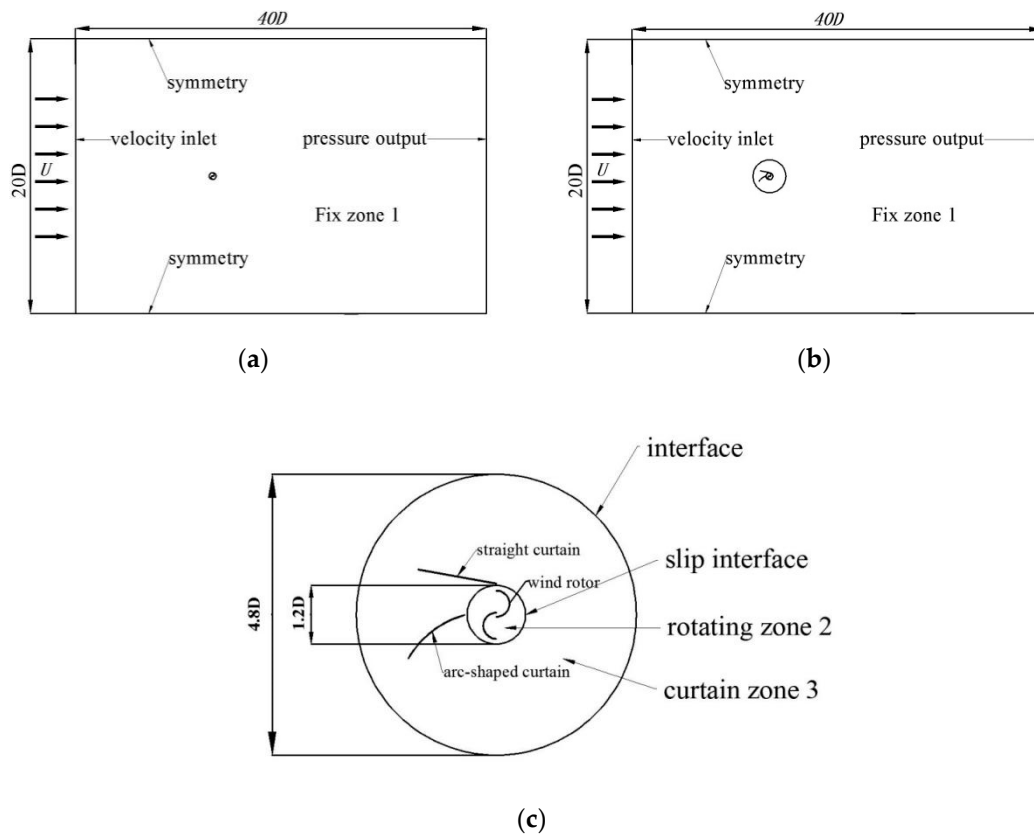 40D
symmetry
velocity inlet
pressure output
20D
U
Fix zone 1
symmetry
(a)
40D
symmetry
velocity inlet
pressure output
20D
U
Fix zone 1
symmetry
(b)
interface
straight curtain
slip interface
wind rotor
4.8D
1.2D
rotating zone 2
arc-shaped curtain
curtain zone 3
(c)